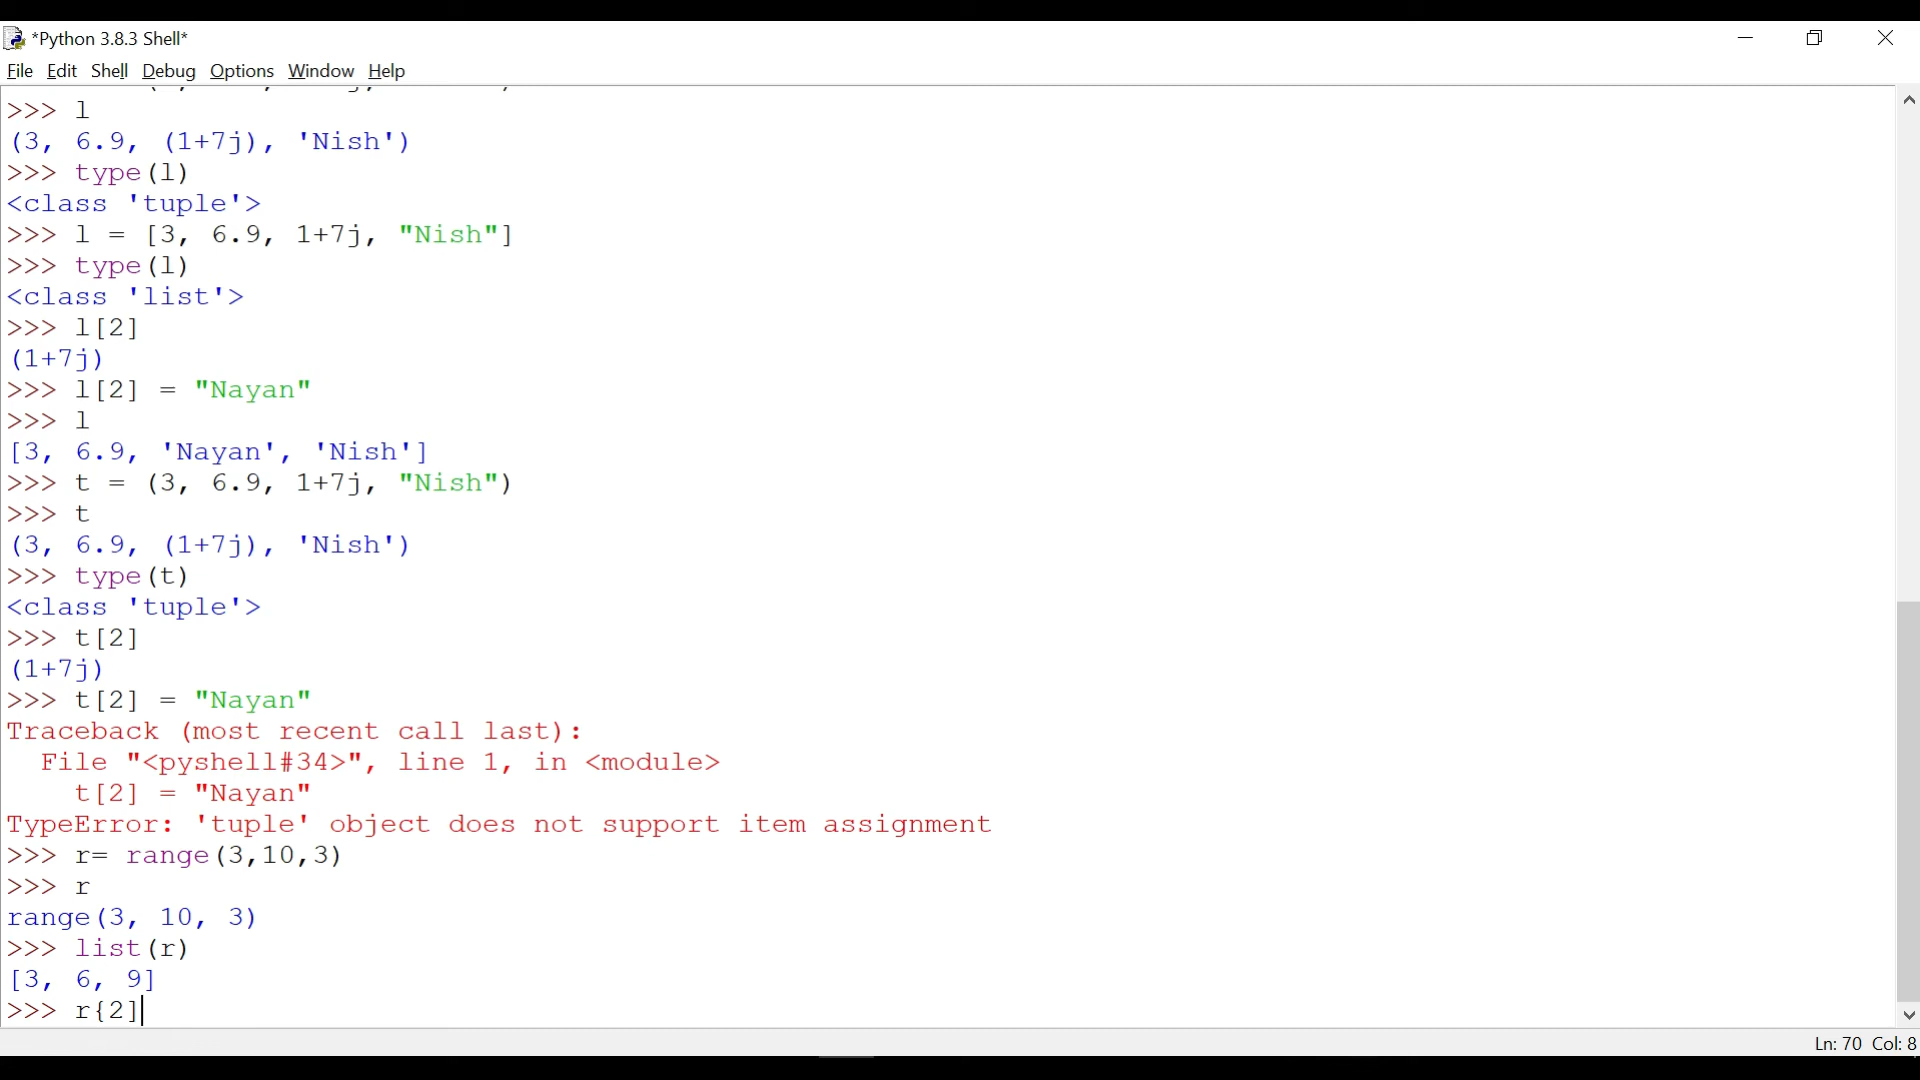 *Python 3.8.3 Shell*
File Edit Shell Debug Options Window Help
>>> l
(3, 6.9, (1+7j), 'Nish')
>>> type(l)
<class 'tuple'>
>>> l = [3, 6.9, 1+7j, "Nish"]
>>> type(l)
<class 'list'>
>>> l[2]
(1+7j)
>>> l[2] = "Nayan"
>>> l
[3, 6.9, 'Nayan', 'Nish']
>>> t = (3, 6.9, 1+7j, "Nish")
>>> t
(3, 6.9, (1+7j), 'Nish')
>>> type(t)
<class 'tuple'>
>>> t[2]
(1+7j)
>>> t[2] = "Nayan"
Traceback (most recent call last):
  File "<pyshell#34>", line 1, in <module>
    t[2] = "Nayan"
TypeError: 'tuple' object does not support item assignment
>>> r= range(3,10,3)
>>> r
range(3, 10, 3)
>>> list(r)
[3, 6, 9]
>>> r{2]
Ln: 70 Col: 8